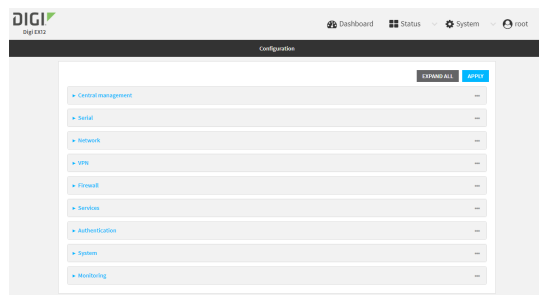 DIGI
Digi EX12
Dashboard Status System root
Configuration
EXPAND ALL APPLY
Central management
Serial
Network
VPN
Firewall
Services
Authentication
System
Monitoring